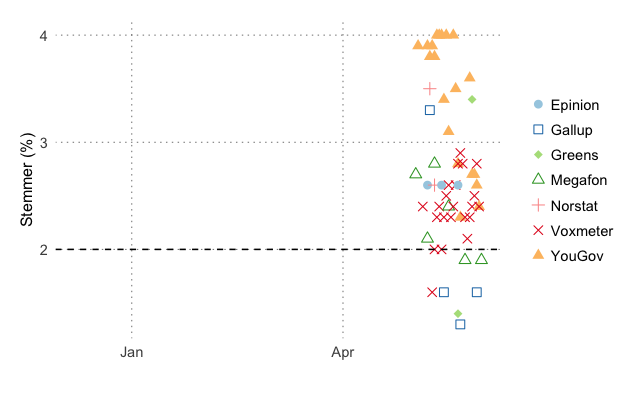 Stemmer (%)
4
3
2
Jan
Apr
Epinion
Gallup
Greens
Megafon
Norstat
Voxmeter
YouGov